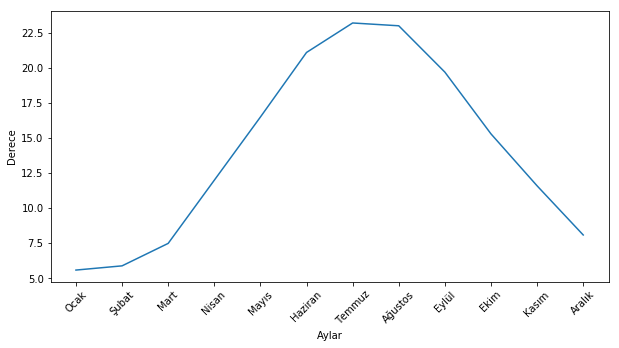 22.5
20.0
17.5
15.0
12.5
10.0
7.5
5.0
Derece
Ocak
Şubat
Mart
Nisan
Mayıs
Haziran
Temmuz
Ağustos
Eylül
Ekim
Kasım
Aralık
Aylar